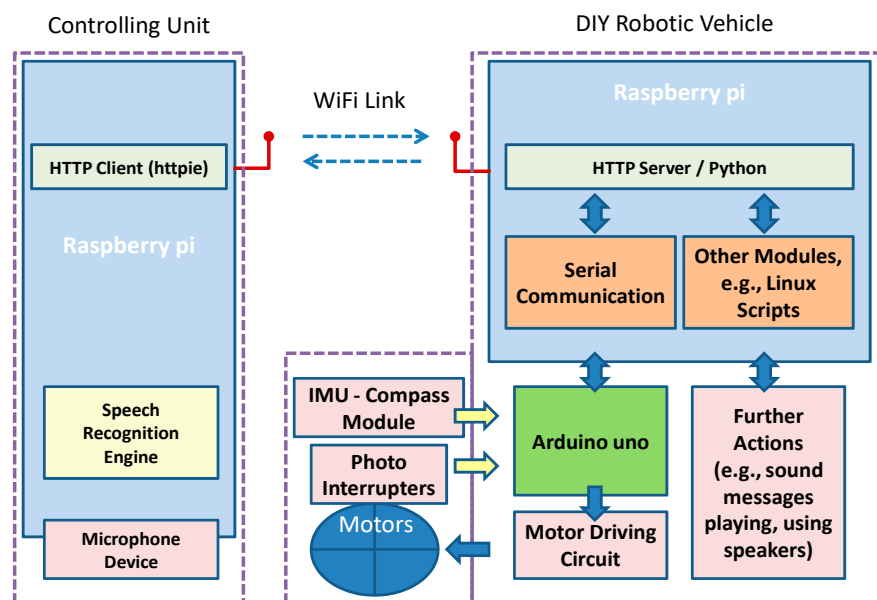 Controlling Unit
DIY Robotic Vehicle
WiFi Link
HTTP Client (httpie)
Raspberry pi
Speech
Recognition
Engine
Microphone
Device
Raspberry pi
HTTP Server / Python
Serial
Communication
Other Modules,
e.g., Linux
Scripts
IMU - Compass
Module
Photo
Interrupters
Motors
Arduino uno
Motor Driving
Circuit
Further
Actions
(e.g., sound
messages
playing, using
speakers)